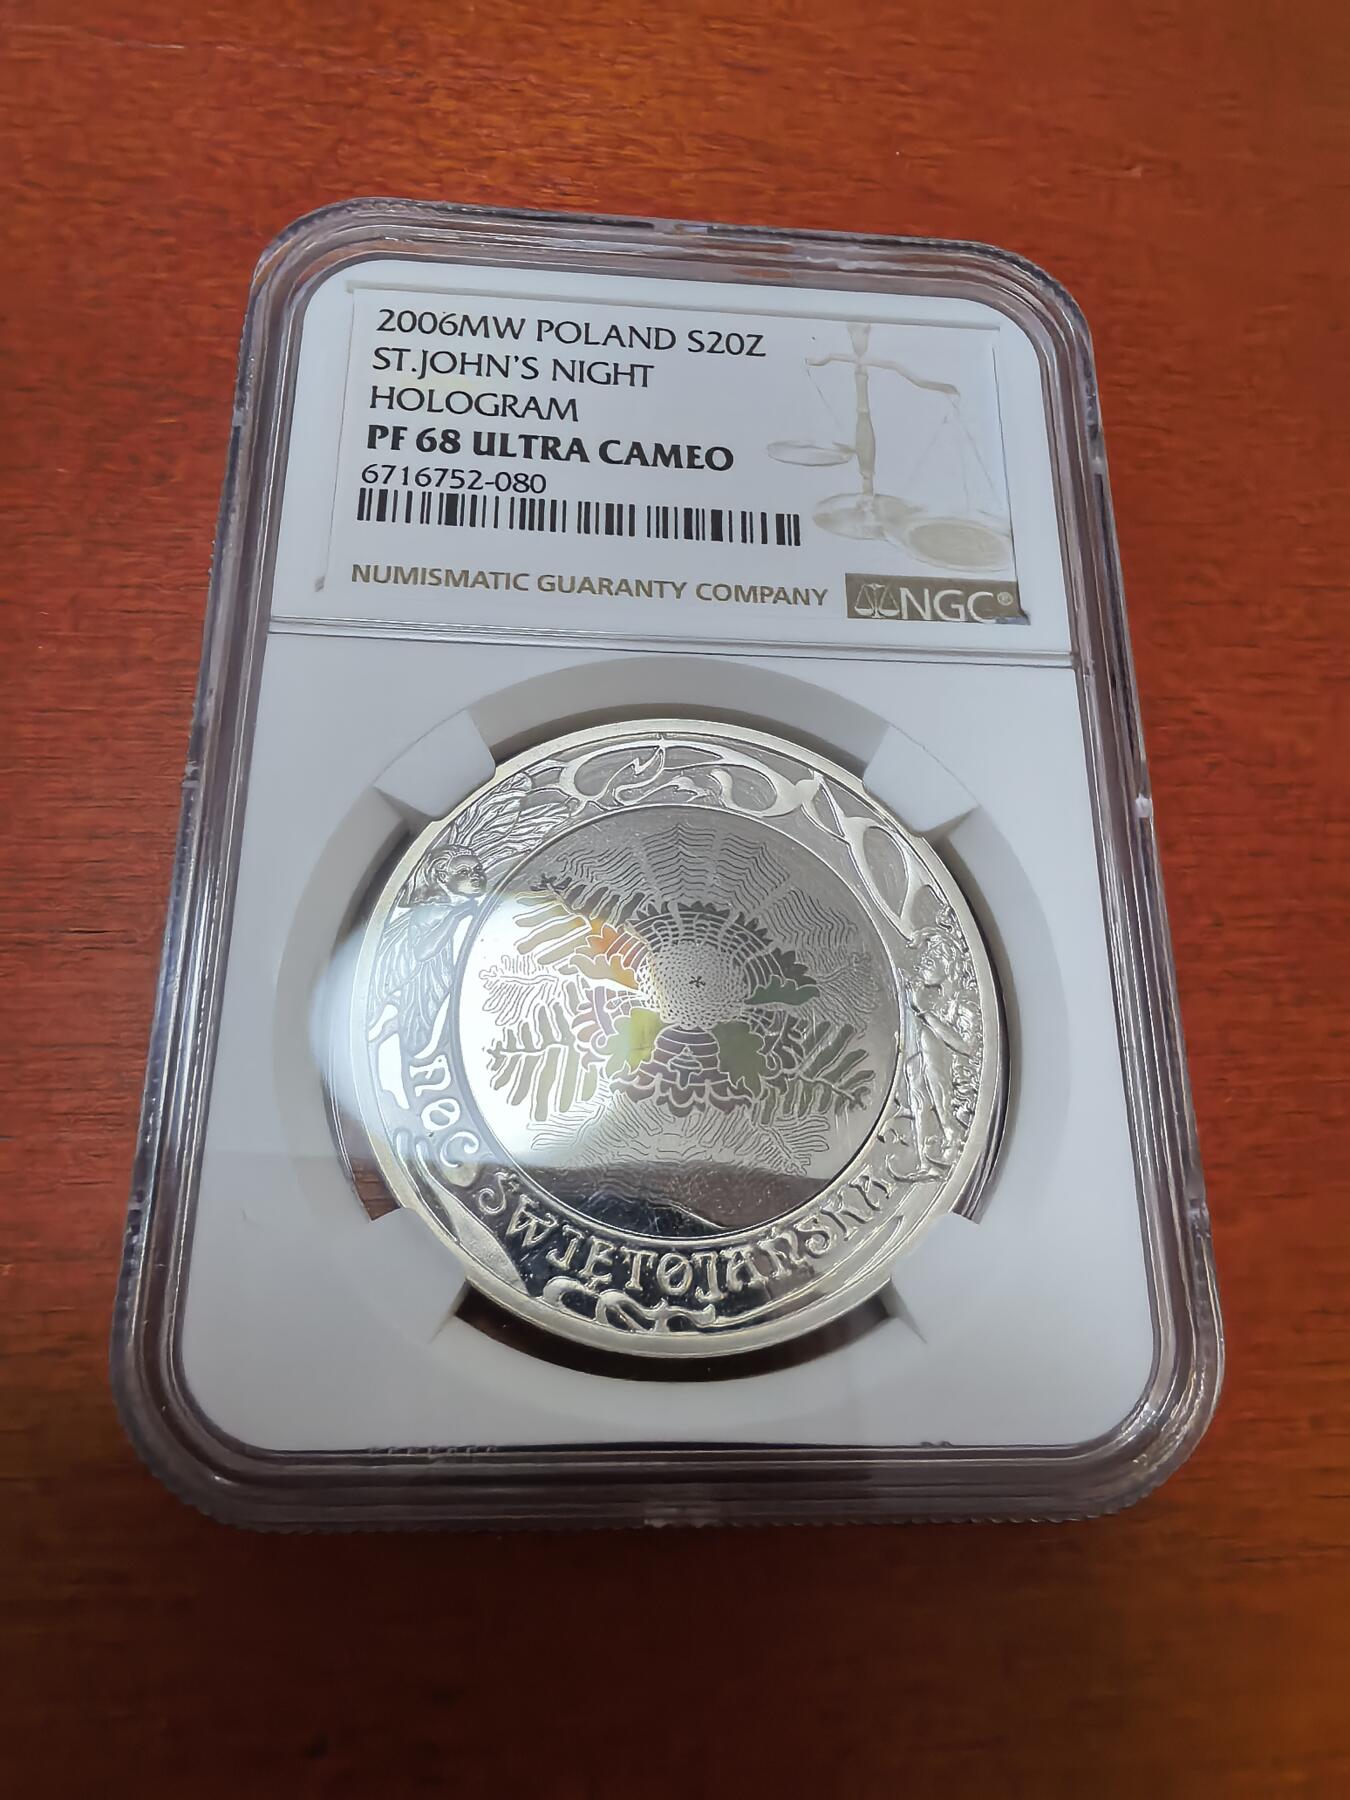 2006MW POLAND S20Z
ST.JOHN'S NIGHT
HOLOGRAM
PF 68 ULTRA CAMEO
6716752-080
NUMISMATIC GUARANTY COMPANY NGC®
NOC ŚWIĘTOJAŃSKA